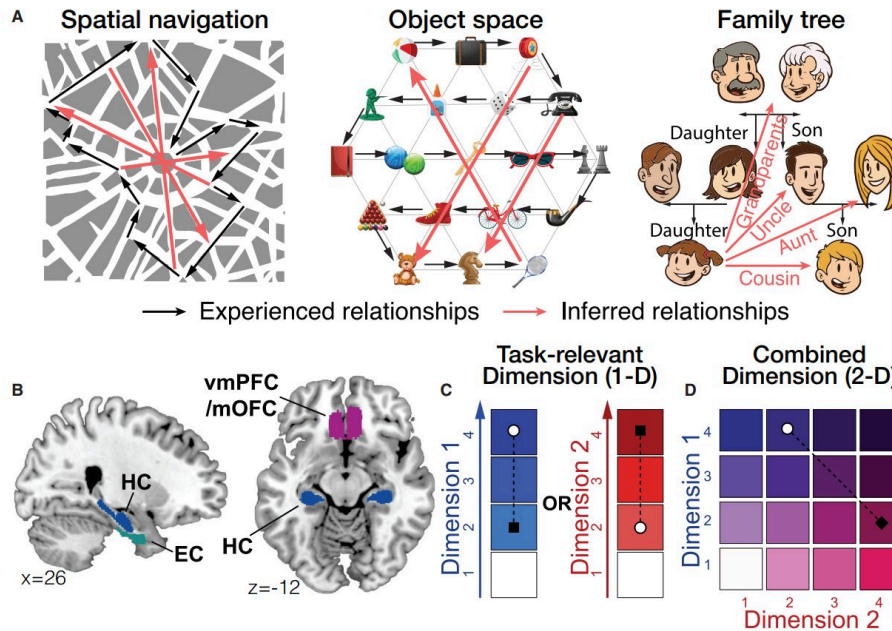 A
Spatial navigation
Object space
Family tree
Daughter
Son
Grandparents
Uncle
Aunt
Cousin
Daughter
Son
Experienced relationships
Inferred relationships
B
vmPFC
/mOFC
HC
EC
HC
x=26
z=-12
C
Task-relevant
Dimension (1-D)
Dimension 1
1
2
3
4
OR
Dimension 2
1
2
3
4
D
Combined
Dimension (2-D)
Dimension 1
4
3
2
1
1
2
3
4
Dimension 2